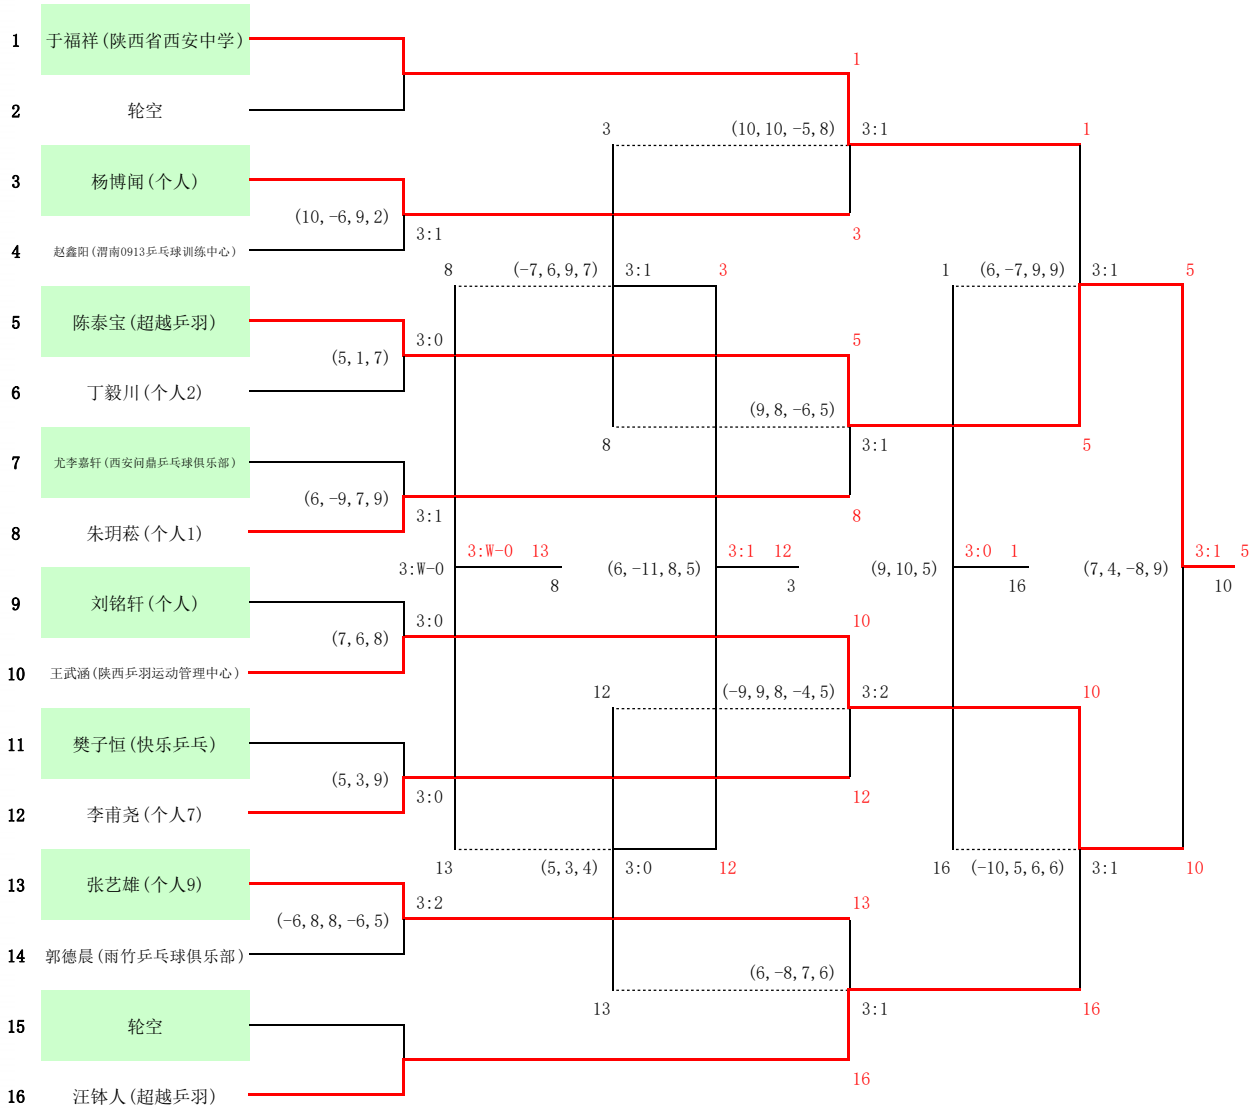 1 于福祥(陕西省西安中学)
1
2 轮空
3 (10, 10, -5, 8) 3:1 1
3 杨博闻(个人)
(10, -6, 9, 2)
3:1 3
4 赵鑫阳(渭南0913乒乓球训练中心)
8 (-7, 6, 9, 7) 3:1 3 1 (6, -7, 9, 9) 3:1 5
5 陈泰宝(超越乒羽)
3:0 5
(5, 1, 7)
6 丁毅川(个人2)
(9, 8, -6, 5)
8 3:1 5
7 尤李嘉轩(西安问鼎乒乓球俱乐部)
(6, -9, 7, 9)
3:1 8
8 朱玥菘(个人1)
3:W-0 13 3:1 12 3:0 1 3:1 5
3:W-0 (6, -11, 8, 5) (9, 10, 5) (7, 4, -8, 9)
8 3 16 10
9 刘铭轩(个人)
3:0 10
(7, 6, 8)
10 王武涵(陕西乒羽运动管理中心)
12 (-9, 9, 8, -4, 5) 3:2 10
11 樊子恒(快乐乒乓)
(5, 3, 9)
3:0 12
12 李甫尧(个人7)
13 (5, 3, 4) 3:0 12 16 (-10, 5, 6, 6) 3:1 10
13 张艺雄(个人9)
3:2 13
(-6, 8, 8, -6, 5)
14 郭德晨(雨竹乒乓球俱乐部)
(6, -8, 7, 6)
13 3:1 16
15 轮空
16
16 汪钵人(超越乒羽)